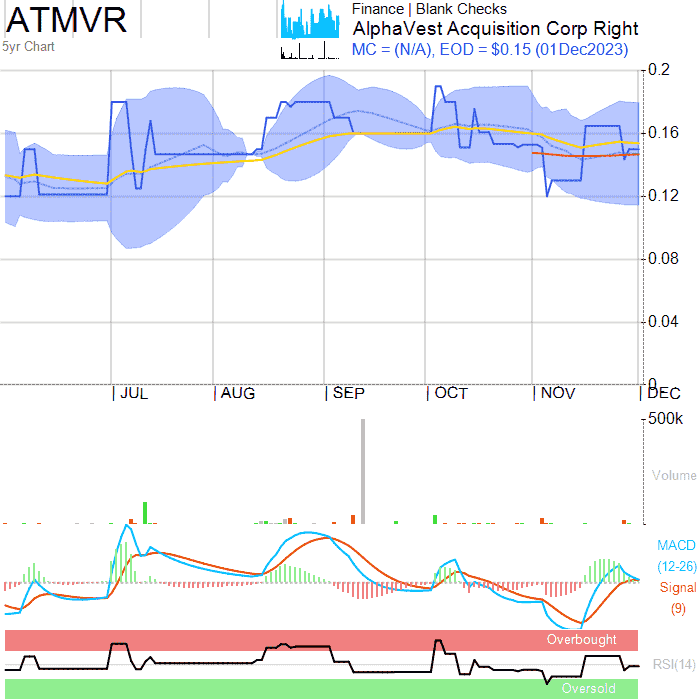 ATMVR
5yr Chart
Finance | Blank Checks
AlphaVest Acquisition Corp Right
MC = (N/A), EOD = $0.15 (01Dec2023)
0.2
0.16
0.12
0.08
0.04
0
JUL AUG SEP OCT NOV DEC
500k
Volume
MACD
(12-26)
Signal
(9)
Overbought
RSI(14)
Oversold